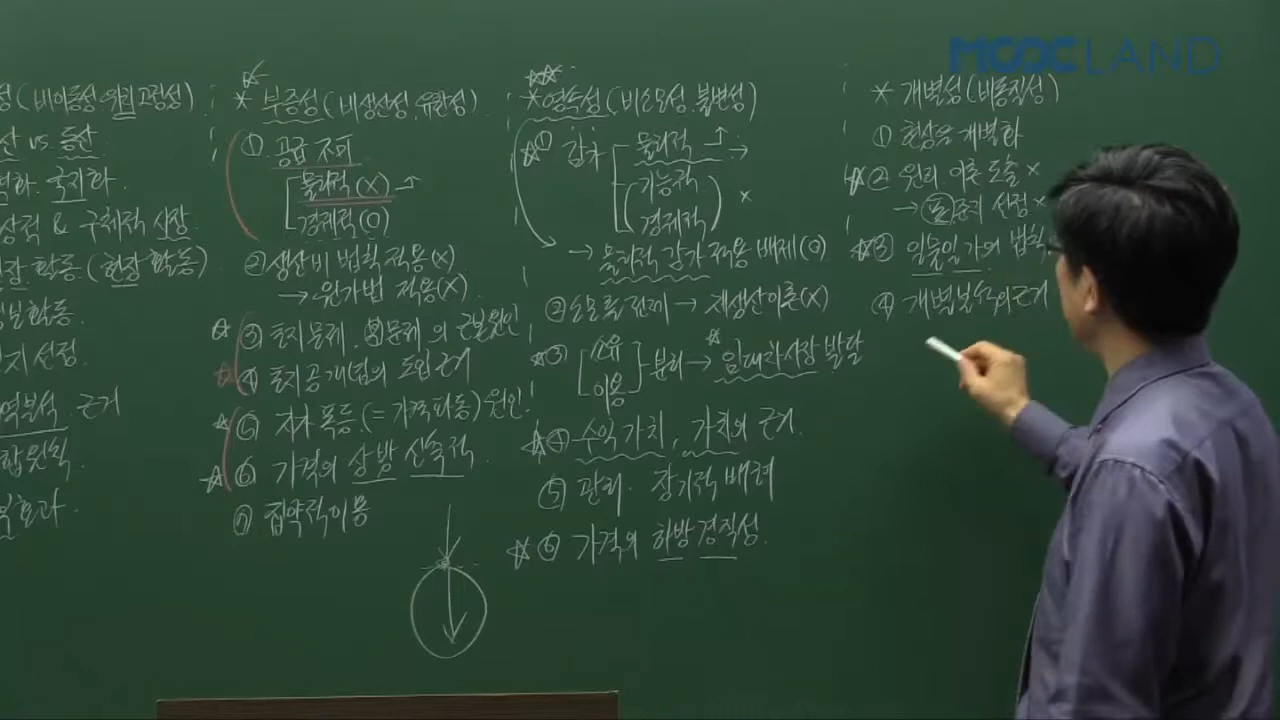 MOOCLAND
성(비이동성·위치고정성)
산 vs. 동산
국지화.
상적 & 구체적 시장
활동(현장활동)
실활동.
지 선정.
역분석 근거
합원칙
효과.
* 부증성(비생산성, 유한성)
① 공급 조절
물리적(X)
경제적(O)
② 생산비 법칙 적용(X)
→ 원가법 적용(X).
③ 토지문제, 문제의 근본원인
④ 토지공개념의 도입근거
⑤ 지가 폭등(=가격파동) 원인!
⑥ 가격의 상방 신축적
⑦ 집약적이용
* 영속성(비소모성, 불변성)
① 감가
물리적 →
기능적
경제적 ×
→ 물리적 감가 적용 배제(O)
② 소모를 전제 → 재생산이론(X)
③ 소유
이용
분리 → 임대차시장 발달
④ 수익가치, 가치의 근거.
⑤ 관리· 장기적 배려
⑥ 가격의 하방 경직성.
* 개별성(비동질성)
① 현상을 개별화
② 원리 이론 도출 ×
→ 표준지 선정 ×
③ 일물일가의 법칙
④ 개별분석의 근거